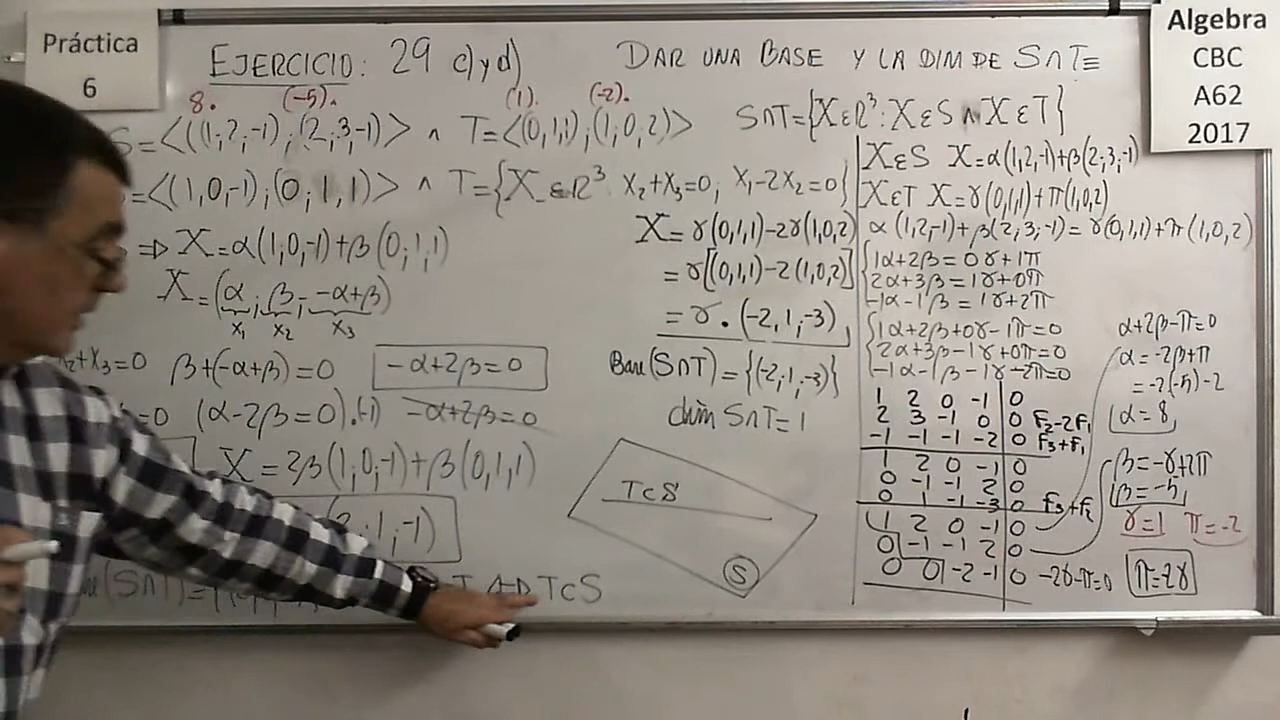 Práctica
6
Algebra
CBC
A62
2017
EJERCICIO: 29 c) y d)
DAR UNA BASE Y LA DIM DE S∩T=
8. (-5). (1). (-2).
S=<((1,2,-1);(2,3,-1)> ∧ T=<(0,1,1);(1,0,2)>
=<(1,0,-1);(0;1,1)> ∧ T={X∈R³ X₂+X₃=0; X₁-2X₂=0}
⇒ X=α(1,0,-1)+β(0;1,1)
X=(α;β;-α+β)
X₁ X₂ X₃
X₂+X₃=0 β+(-α+β)=0 -α+2β=0
=0 (α-2β=0).(-1) -α+2β=0
X=2β(1,0,-1)+β(0,1,1)
;1,-1)
(S∩T)=
T ⇔ T⊂S
X=γ(0,1,1)-2γ(1,0,2)
=γ[(0,1,1)-2(1,0,2)]
=γ.(-2,1,-3)
Base(S∩T)={(-2,1,-3)}
dim S∩T=1
T⊂S
S
S∩T={X∈R³:X∈S ∧ X∈T}
X∈S X=α(1,2,-1)+β(2;3,-1)
X∈T X=γ(0,1,1)+π(1,0,2)
α(1,2,-1)+β(2,3,-1)=γ(0,1,1)+π(1,0,2)
1α+2β=0γ+1π
2α+3β=1γ+0π
-1α-1β=1γ+2π
1α+2β+0γ-1π=0
2α+3β-1γ+0π=0
-1α-1β-1γ-2π=0
1 2 0 -1 0
2 3 -1 0 0 F₂-2F₁
-1 -1 -1 -2 0 F₃+F₁
1 2 0 -1 0
0 -1 -1 2 0
0 1 -1 -3 0 F₃+F₂
1 2 0 -1 0
0 -1 -1 2 0
0 0 -2 -1 0 -2γ-π=0 π=2γ
α+2β-π=0
α=-2β+π
=-2(-5)-2
α=8
β=-γ+2π
β=-5
γ=1 π=-2